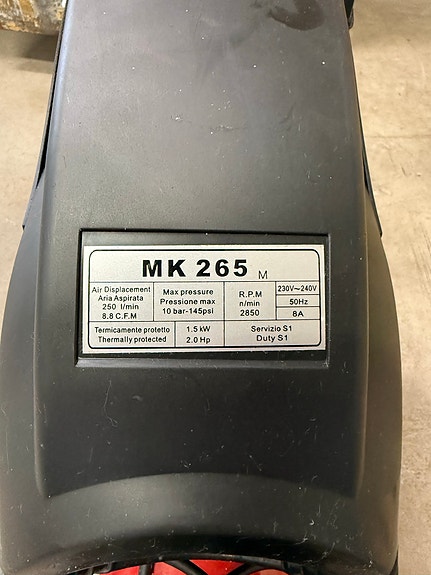 MK 265 M
Air Displacement
Aria Aspirata
250 l/min
8.8 C.F.M
Max pressure
Pressione max
10 bar-145psi
R.P.M
n/min
2850
230V~240V
50Hz
8A
Termicamente protetto
Thermally protected
1.5 kW
2.0 Hp
Servizio S1
Duty S1